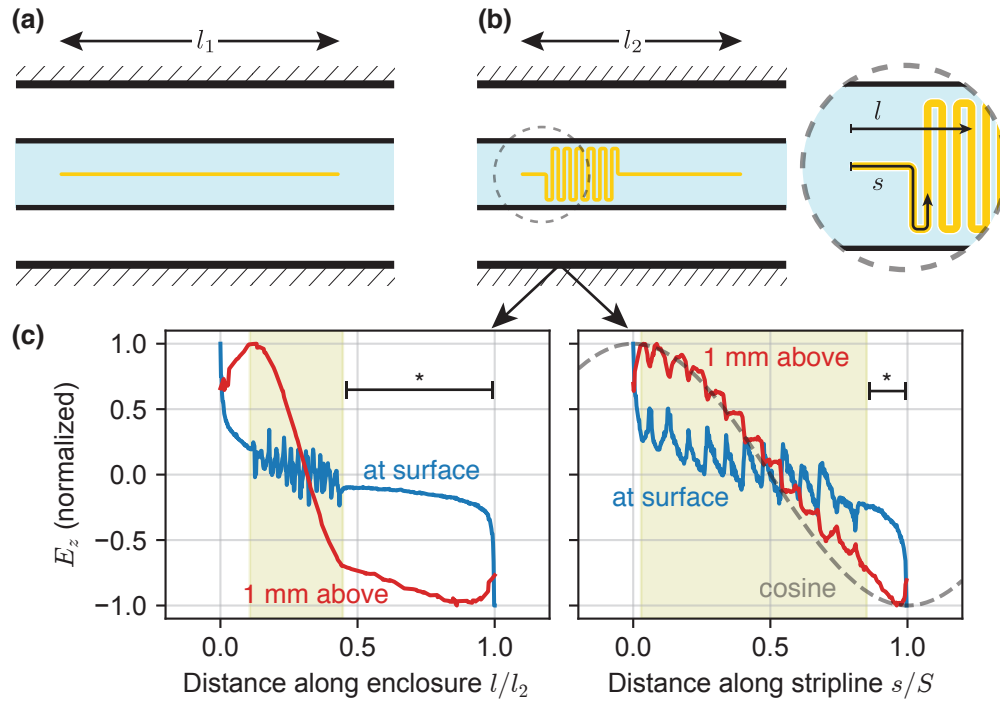 (a)
l₁
(b)
l₂
l
s
(c)
1.0
0.5
0.0
−0.5
−1.0
E_z (normalized)
*
at surface
1 mm above
0.0
0.5
1.0
Distance along enclosure l/l₂
1 mm above
*
at surface
cosine
0.0
0.5
1.0
Distance along stripline s/S